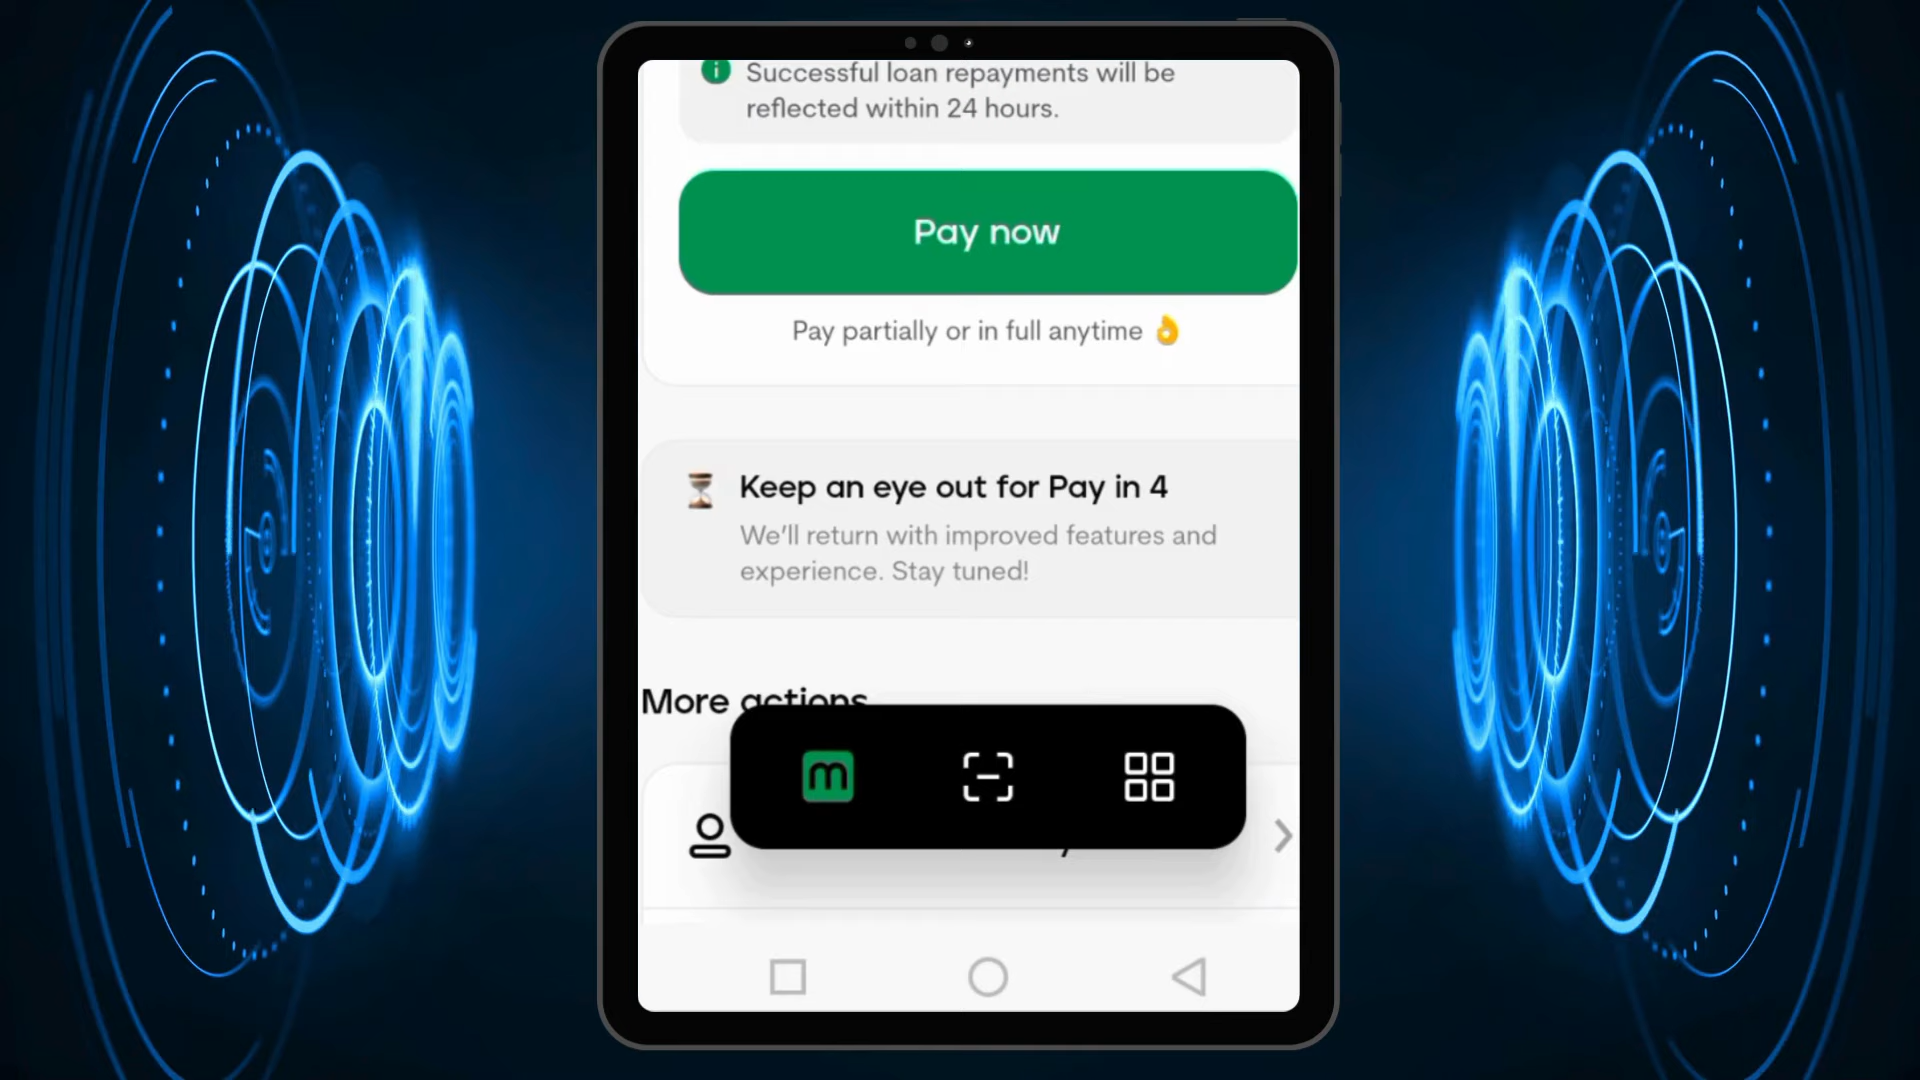 Successful loan repayments will be
reflected within 24 hours.
Pay now
Pay partially or in full anytime 👌
Keep an eye out for Pay in 4
We'll return with improved features and
experience. Stay tuned!
More actions
m